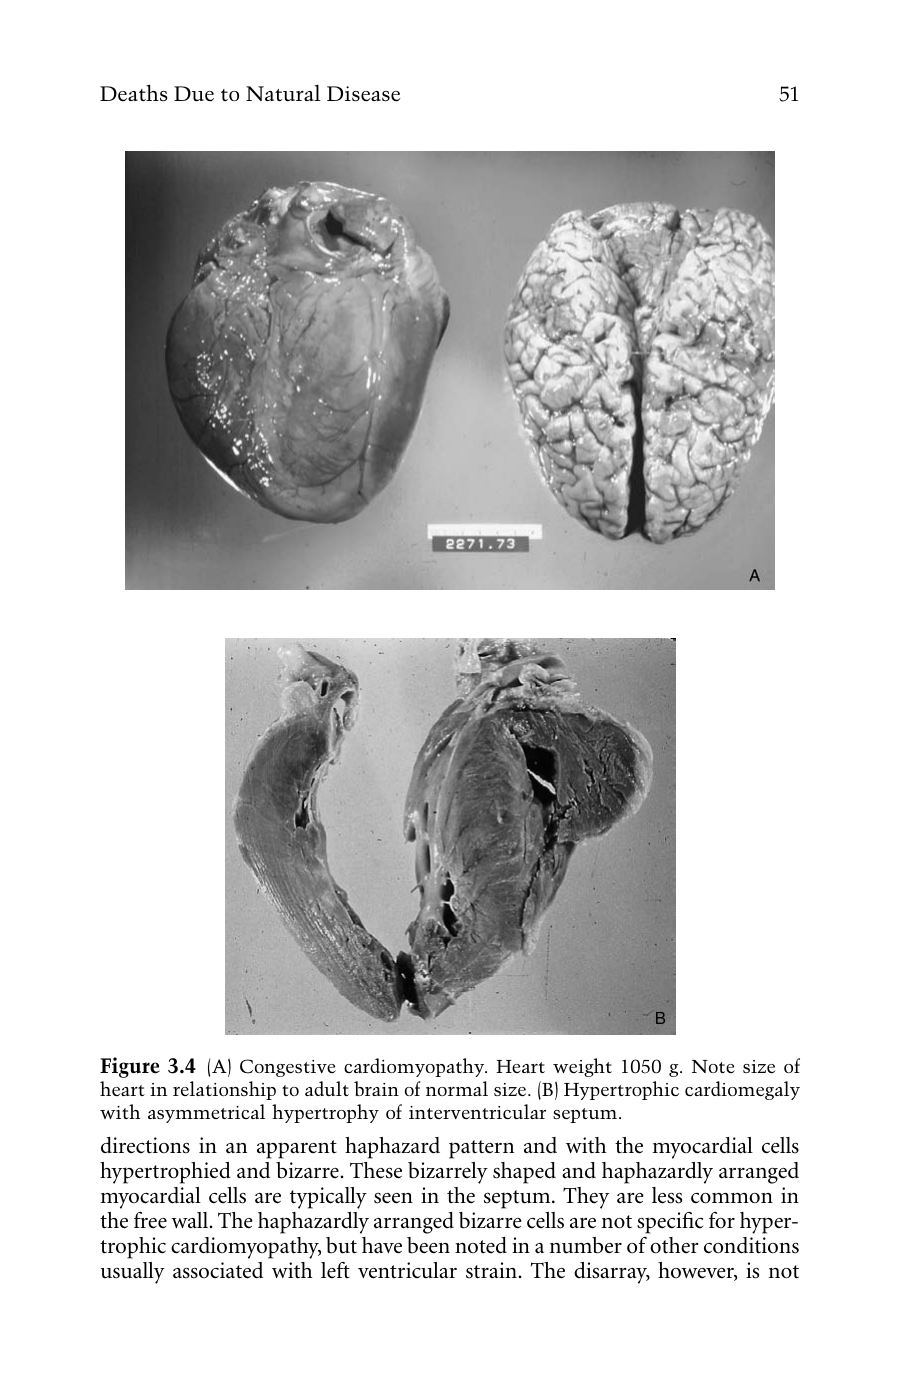 Deaths Due to Natural Disease 51
2271.73
A
B
Figure 3.4 (A) Congestive cardiomyopathy. Heart weight 1050 g. Note size of
heart in relationship to adult brain of normal size. (B) Hypertrophic cardiomegaly
with asymmetrical hypertrophy of interventricular septum.
directions in an apparent haphazard pattern and with the myocardial cells
hypertrophied and bizarre. These bizarrely shaped and haphazardly arranged
myocardial cells are typically seen in the septum. They are less common in
the free wall. The haphazardly arranged bizarre cells are not specific for hyper-
trophic cardiomyopathy, but have been noted in a number of other conditions
usually associated with left ventricular strain. The disarray, however, is not